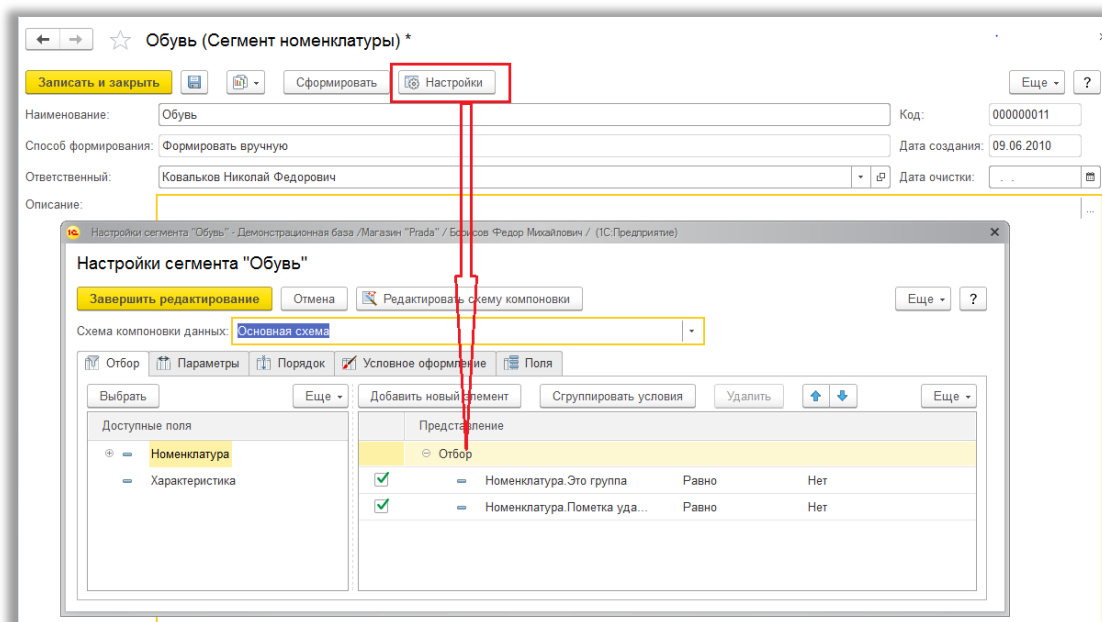 Обувь (Сегмент номенклатуры) *
Записать и закрыть Сформировать Настройки Еще ?
Наименование: Обувь Код: 000000011
Способ формирования: Формировать вручную Дата создания: 09.06.2010
Ответственный: Ковальков Николай Федорович Дата очистки: . .
Описание: ...
1С Настройки сегмента "Обувь" - Демонстрационная база /Магазин "Prada" / Борисов Федор Михайлович / (1С:Предприятие)
Настройки сегмента "Обувь"
Завершить редактирование Отмена Редактировать схему компоновки Еще ?
Схема компоновки данных: Основная схема
Отбор Параметры Порядок Условное оформление Поля
Выбрать Еще Добавить новый элемент Сгруппировать условия Удалить Еще
Доступные поля Представление
Номенклатура Отбор
Характеристика Номенклатура.Это группа Равно Нет
Номенклатура.Пометка уда... Равно Нет